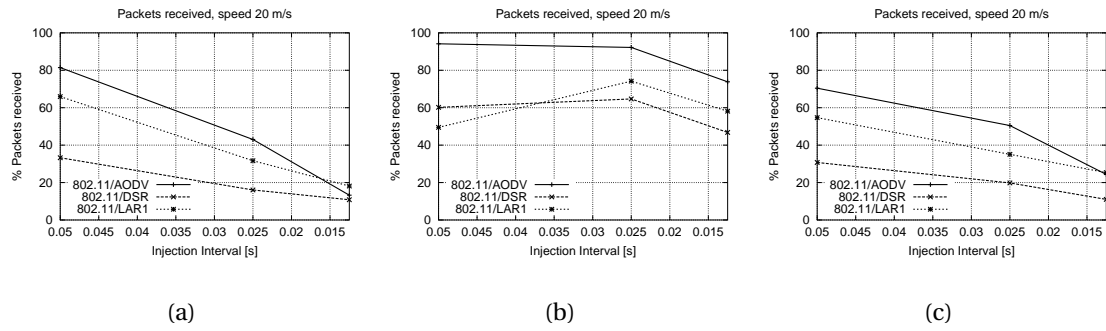 Packets received, speed 20 m/s
100
80
60
40
20
0
% Packets received
802.11/AODV
802.11/DSR
802.11/LAR1
0.05 0.045 0.04 0.035 0.03 0.025 0.02 0.015
Injection Interval [s]
(a)
Packets received, speed 20 m/s
100
80
60
40
20
0
% Packets received
802.11/AODV
802.11/DSR
802.11/LAR1
0.05 0.045 0.04 0.035 0.03 0.025 0.02 0.015
Injection Interval [s]
(b)
Packets received, speed 20 m/s
100
80
60
40
20
0
% Packets received
802.11/AODV
802.11/DSR
802.11/LAR1
0.05 0.045 0.04 0.035 0.03 0.025 0.02 0.015
Injection Interval [s]
(c)